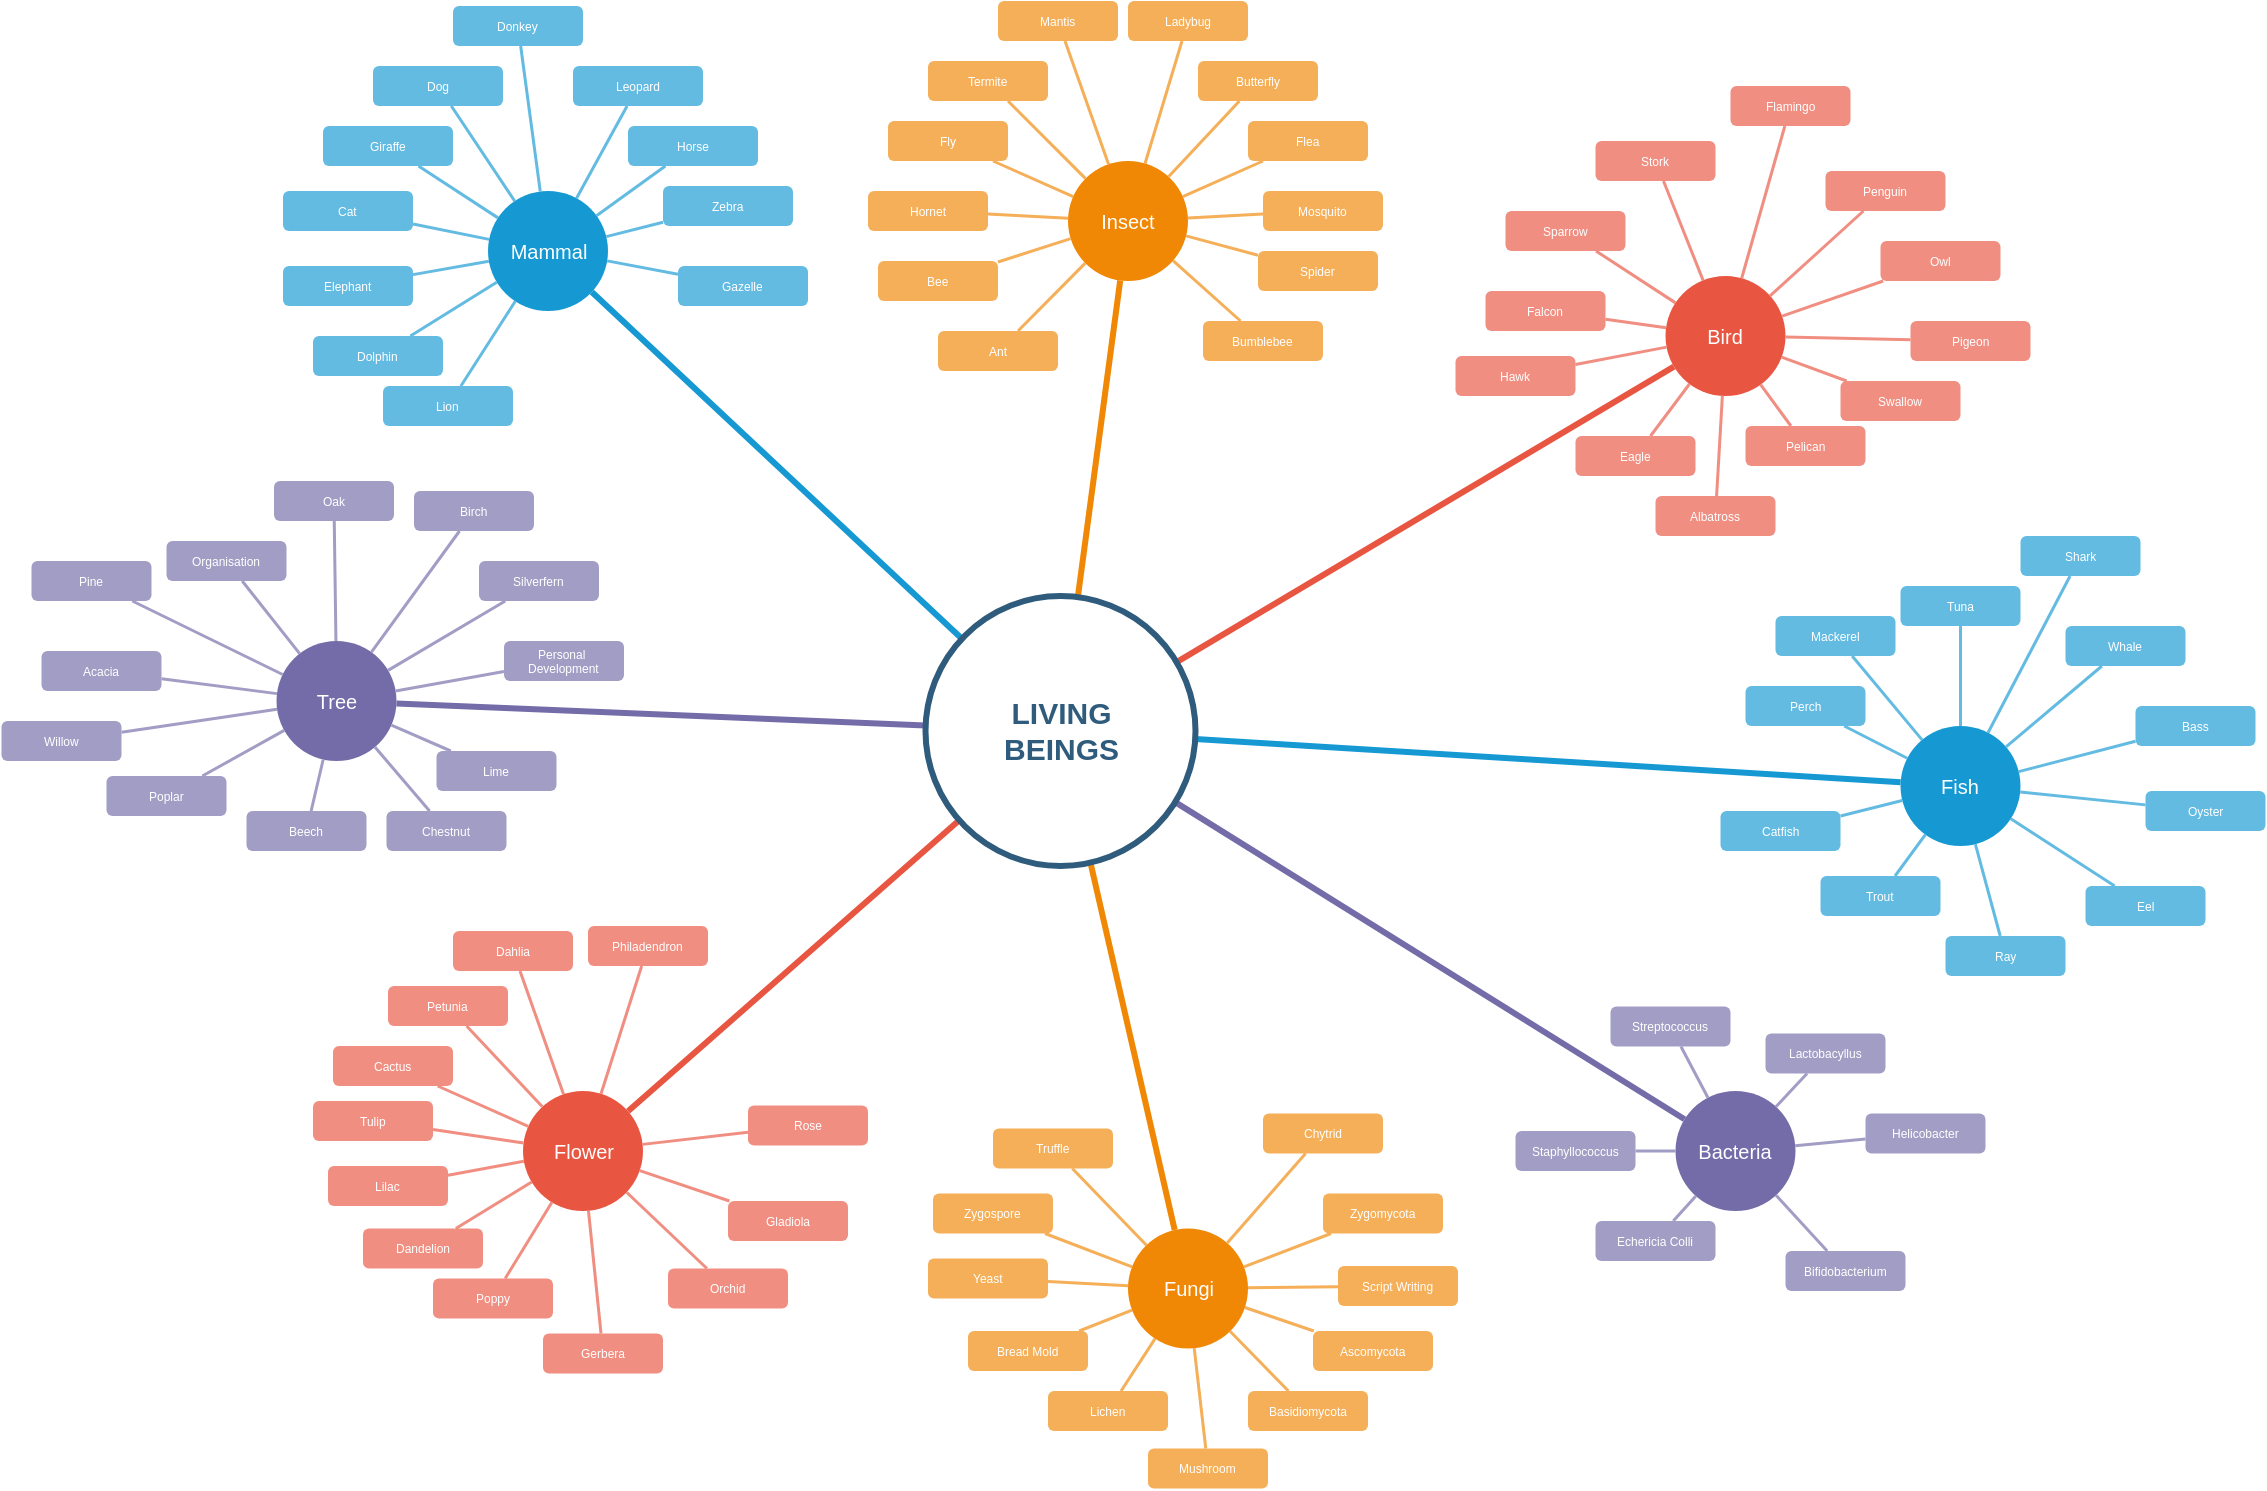 Donkey
Dog
Leopard
Giraffe
Horse
Cat
Zebra
Mammal
Elephant
Gazelle
Dolphin
Lion
Mantis
Ladybug
Termite
Butterfly
Fly
Flea
Hornet
Mosquito
Insect
Bee
Spider
Ant
Bumblebee
Flamingo
Stork
Penguin
Sparrow
Owl
Falcon
Bird
Pigeon
Hawk
Swallow
Eagle
Pelican
Albatross
Oak
Birch
Organisation
Pine
Silverfern
Personal
Development
Acacia
Tree
Willow
Lime
Poplar
Beech
Chestnut
LIVING
BEINGS
Shark
Tuna
Mackerel
Whale
Perch
Bass
Fish
Catfish
Oyster
Trout
Eel
Ray
Dahlia
Philadendron
Petunia
Cactus
Tulip
Rose
Flower
Lilac
Gladiola
Dandelion
Orchid
Poppy
Gerbera
Truffle
Chytrid
Zygospore
Zygomycota
Yeast
Fungi
Script Writing
Bread Mold
Ascomycota
Lichen
Basidiomycota
Mushroom
Streptococcus
Lactobacyllus
Helicobacter
Staphyllococcus
Bacteria
Echericia Colli
Bifidobacterium